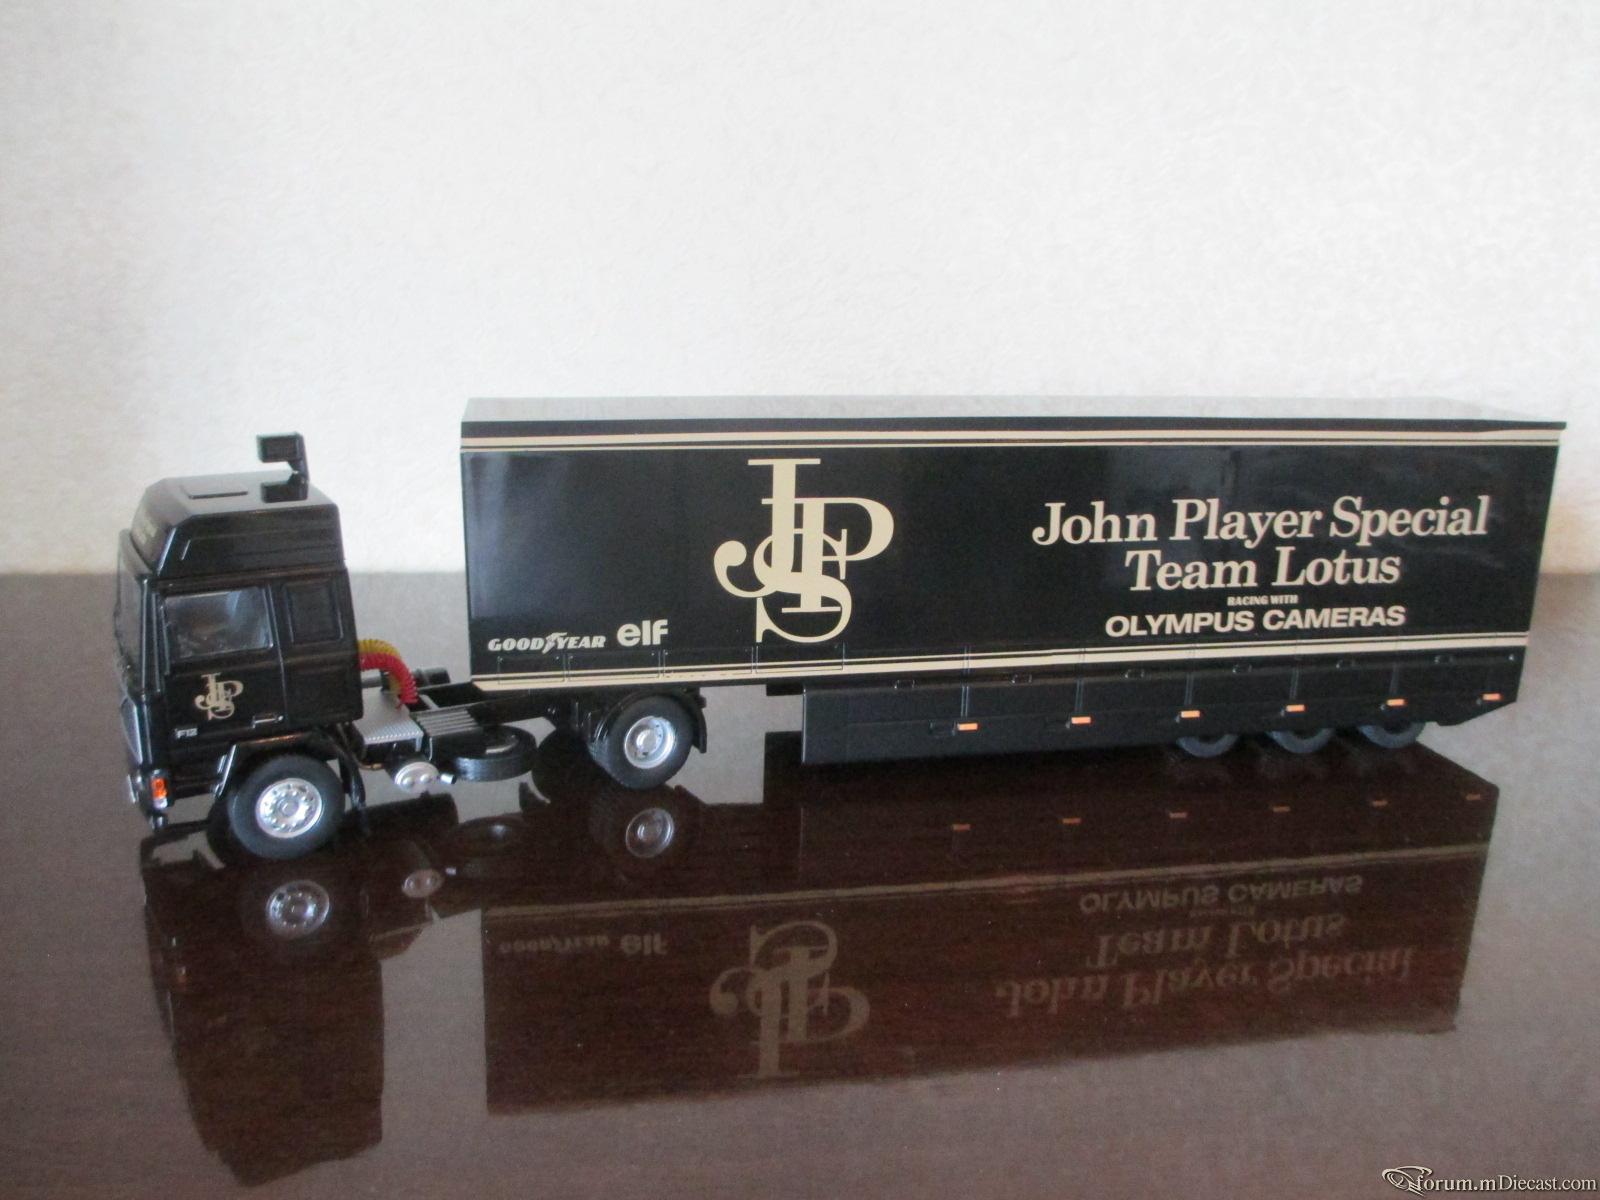 JPS
John Player Special
Team Lotus
RACING WITH
OLYMPUS CAMERAS
GOODYEAR elf
JPS
F12
forum.mDiecast.com